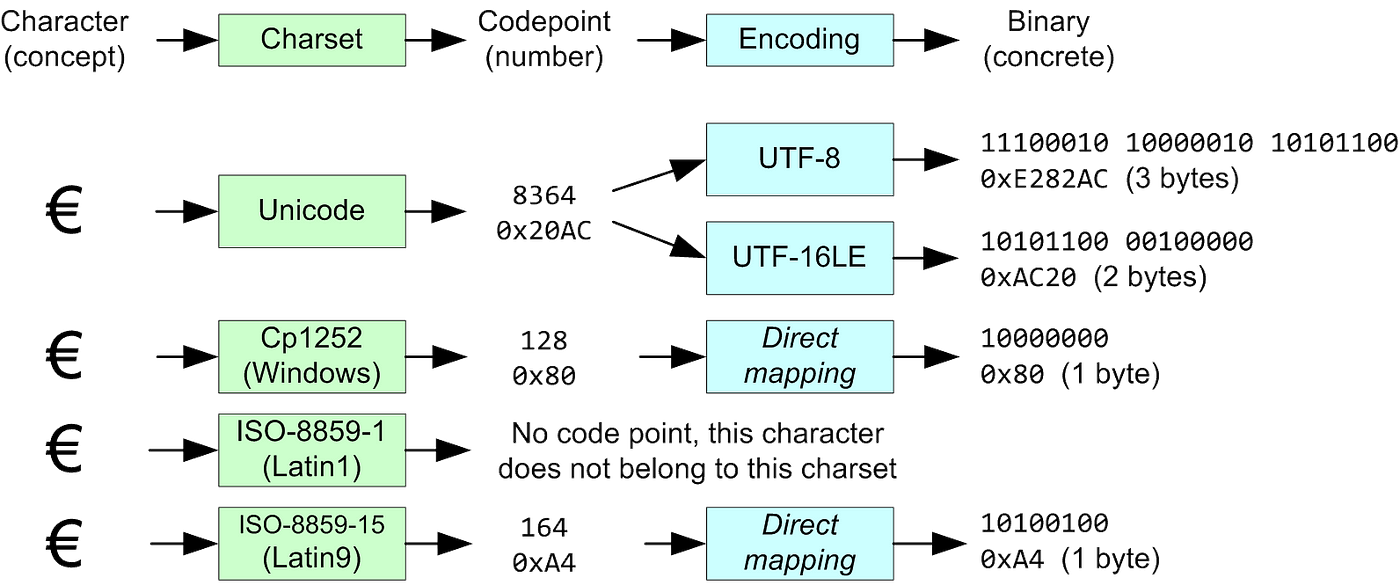 Character
(concept)
Charset
Codepoint
(number)
Encoding
Binary
(concrete)
€
Unicode
8364
0x20AC
UTF-8
11100010 10000010 10101100
0xE282AC (3 bytes)
UTF-16LE
10101100 00100000
0xAC20 (2 bytes)
€
Cp1252
(Windows)
128
0x80
Direct
mapping
10000000
0x80 (1 byte)
€
ISO-8859-1
(Latin1)
No code point, this character
does not belong to this charset
€
ISO-8859-15
(Latin9)
164
0xA4
Direct
mapping
10100100
0xA4 (1 byte)